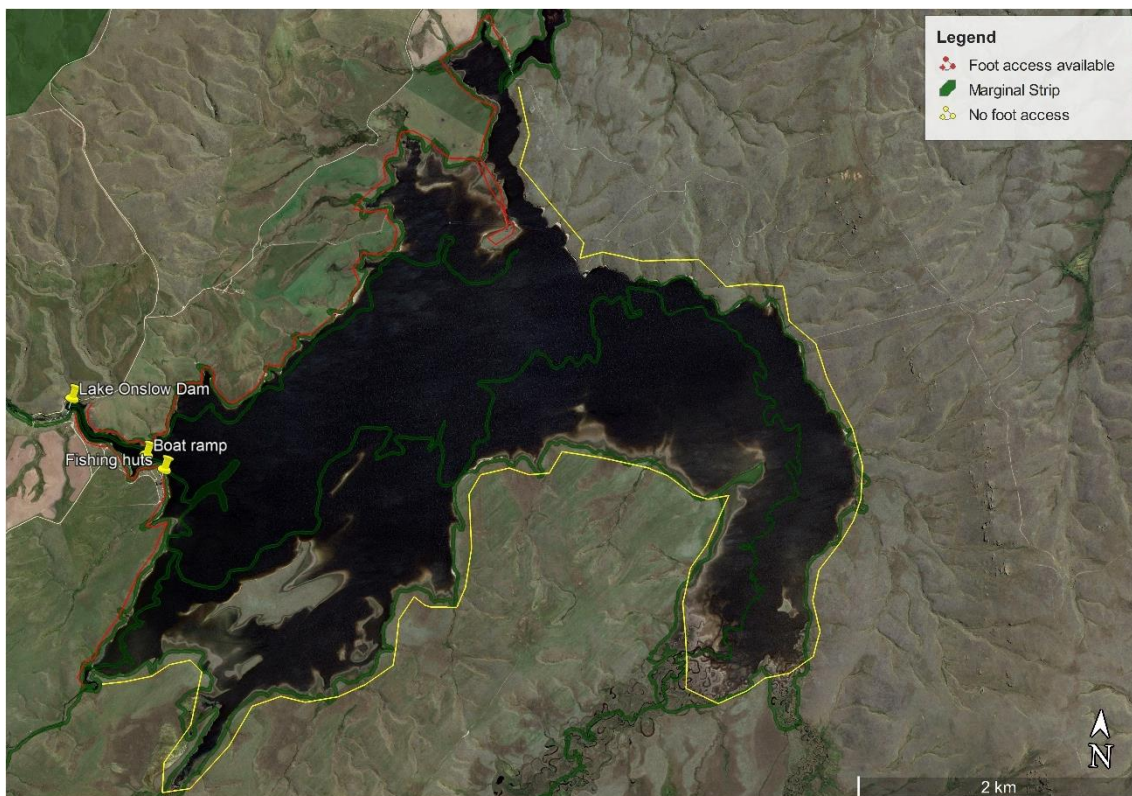 Legend
Foot access available
Marginal Strip
No foot access
Lake Onslow Dam
Boat ramp
Fishing huts
N
2 km